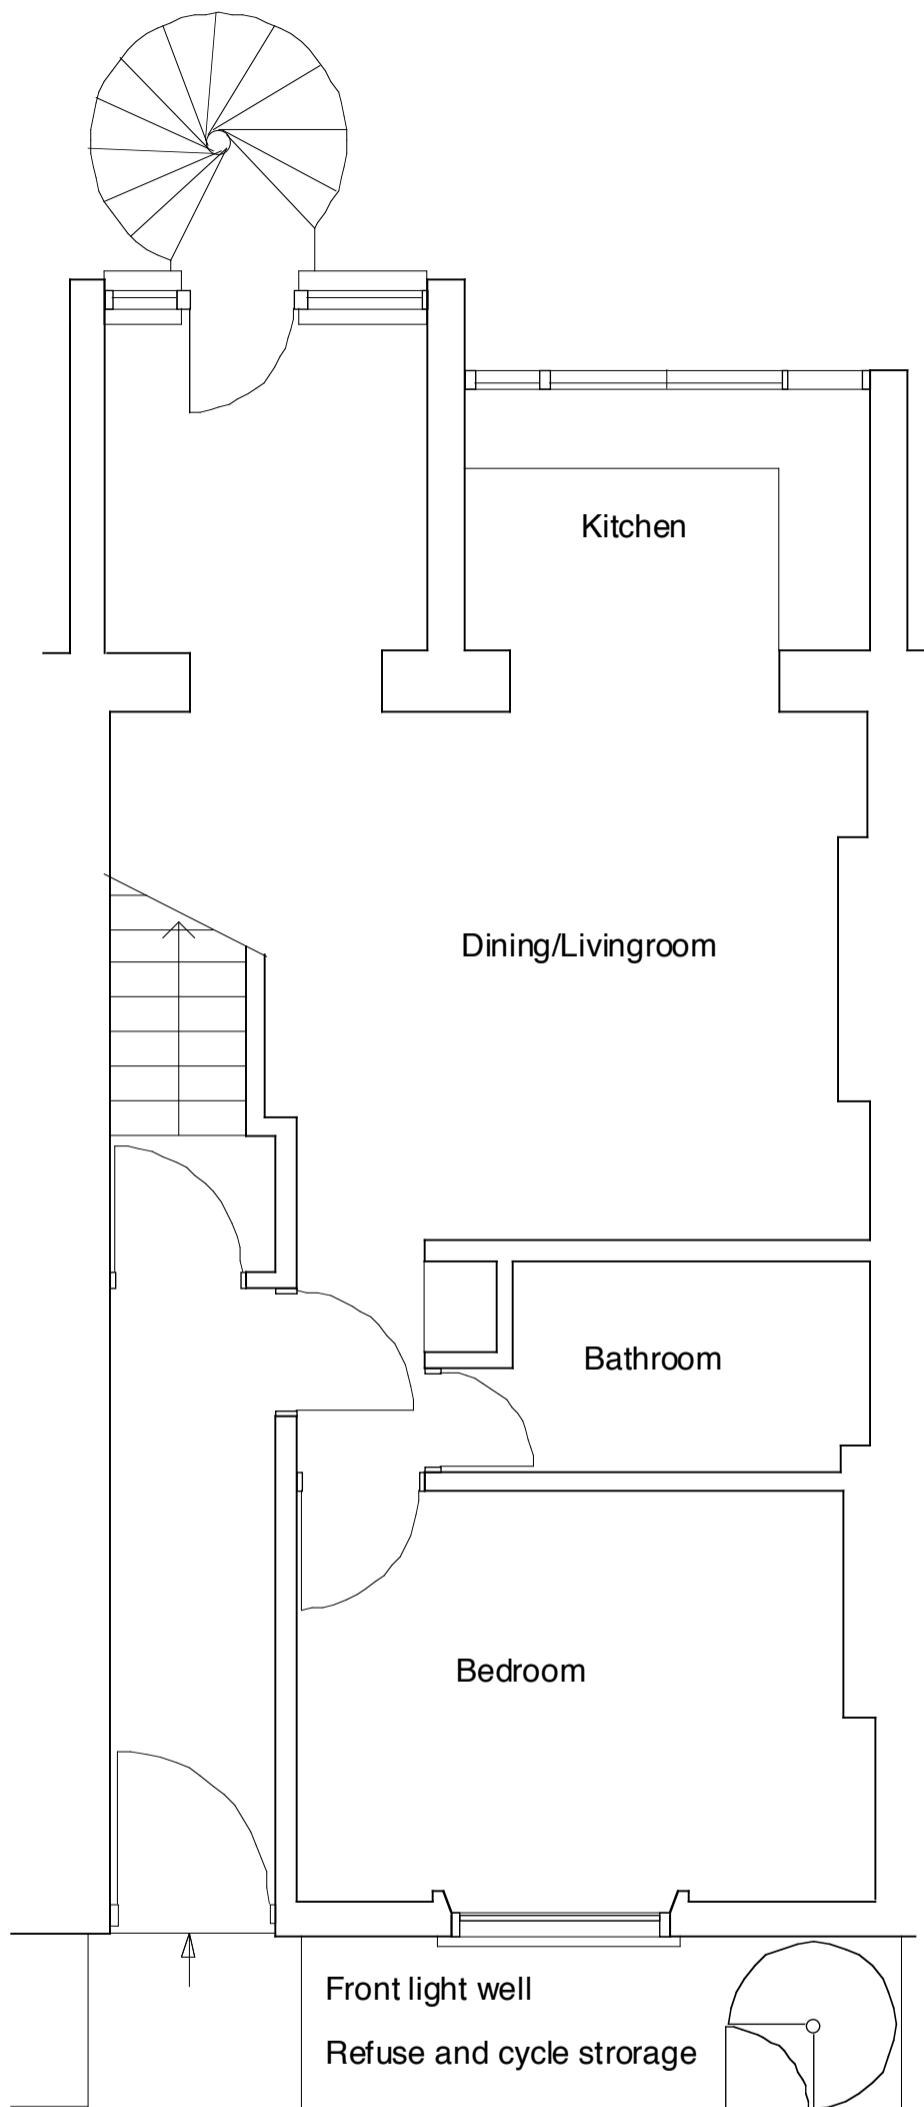 Kitchen
Dining/Livingroom
Bathroom
Bedroom
Front light well
Refuse and cycle strorage